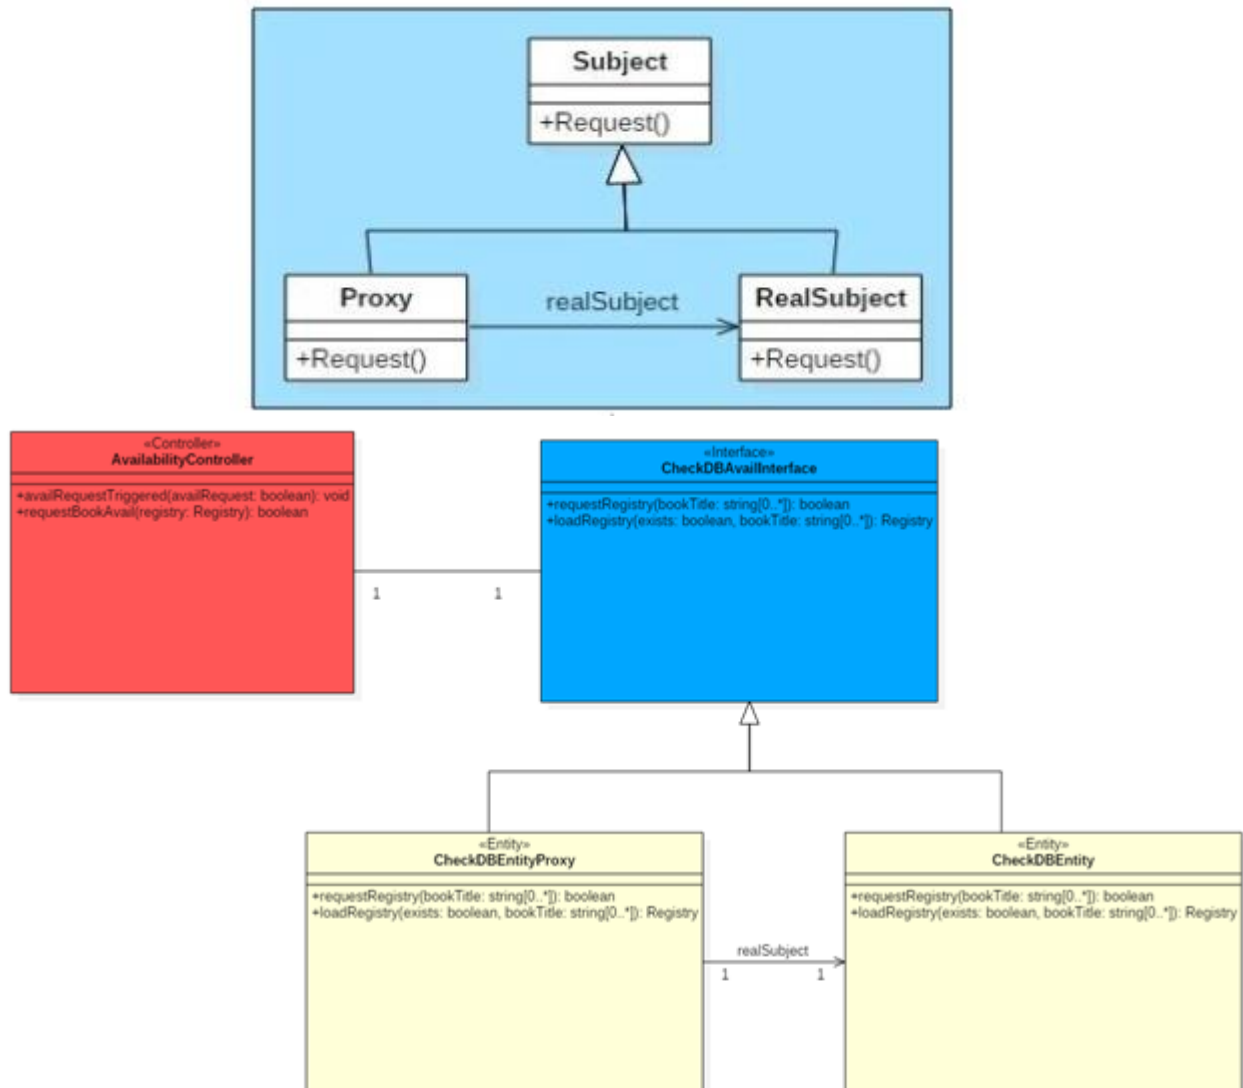 Subject
+Request()
Proxy
+Request()
realSubject
RealSubject
+Request()
«Controller»
AvailabilityController
+availRequestTriggered(availRequest: boolean): void
+requestBookAvail(registry: Registry): boolean
1
1
«Interface»
CheckDBAvailInterface
+requestRegistry(bookTitle: string[0..*]): boolean
+loadRegistry(exists: boolean, bookTitle: string[0..*]): Registry
«Entity»
CheckDBEntityProxy
+requestRegistry(bookTitle: string[0..*]): boolean
+loadRegistry(exists: boolean, bookTitle: string[0..*]): Registry
realSubject
1
1
«Entity»
CheckDBEntity
+requestRegistry(bookTitle: string[0..*]): boolean
+loadRegistry(exists: boolean, bookTitle: string[0..*]): Registry